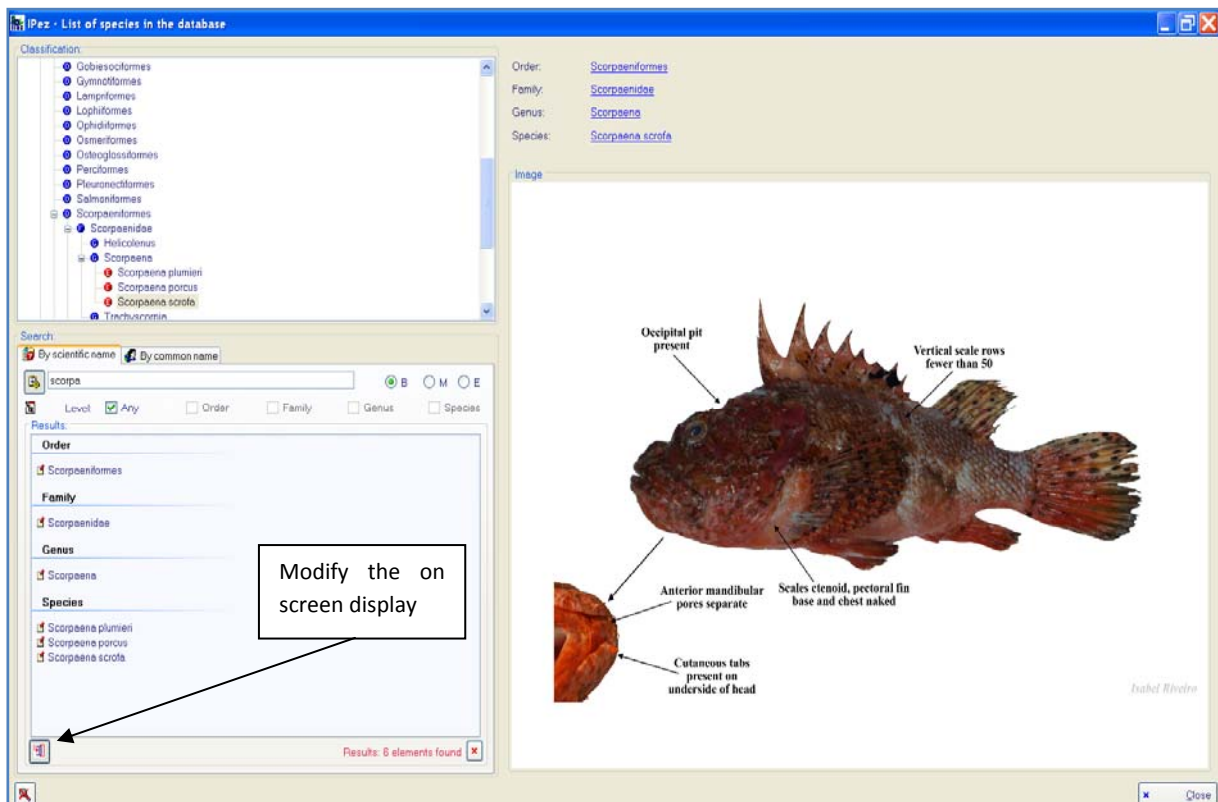 IPez - List of species in the database
Classification:
Gobiesociformes
Gymnotiformes
Lampriformes
Lophiiformes
Ophidiiformes
Osmeriformes
Osteoglossiformes
Perciformes
Pleuronectiformes
Salmoniformes
Scorpaeniformes
Scorpaenidae
Helicolenus
Scorpaena
Scorpaena plumieri
Scorpaena porcus
Scorpaena scrofa
Trachyscorpia
Search:
By scientific name
By common name
scorpa
B M E
Level Any Order Family Genus Species
Results:
Order
Scorpaeniformes
Family
Scorpaenidae
Genus
Scorpaena
Species
Scorpaena plumieri
Scorpaena porcus
Scorpaena scrofa
Results: 6 elements found
Modify the on
screen display
Order: Scorpaeniformes
Family: Scorpaenidae
Genus: Scorpaena
Species: Scorpaena scrofa
Image
Occipital pit
present
Vertical scale rows
fewer than 50
Scales ctenoid, pectoral fin
base and chest naked
Anterior mandibular
pores separate
Cutaneous tabs
present on
underside of head
Isabel Riveiro
Close